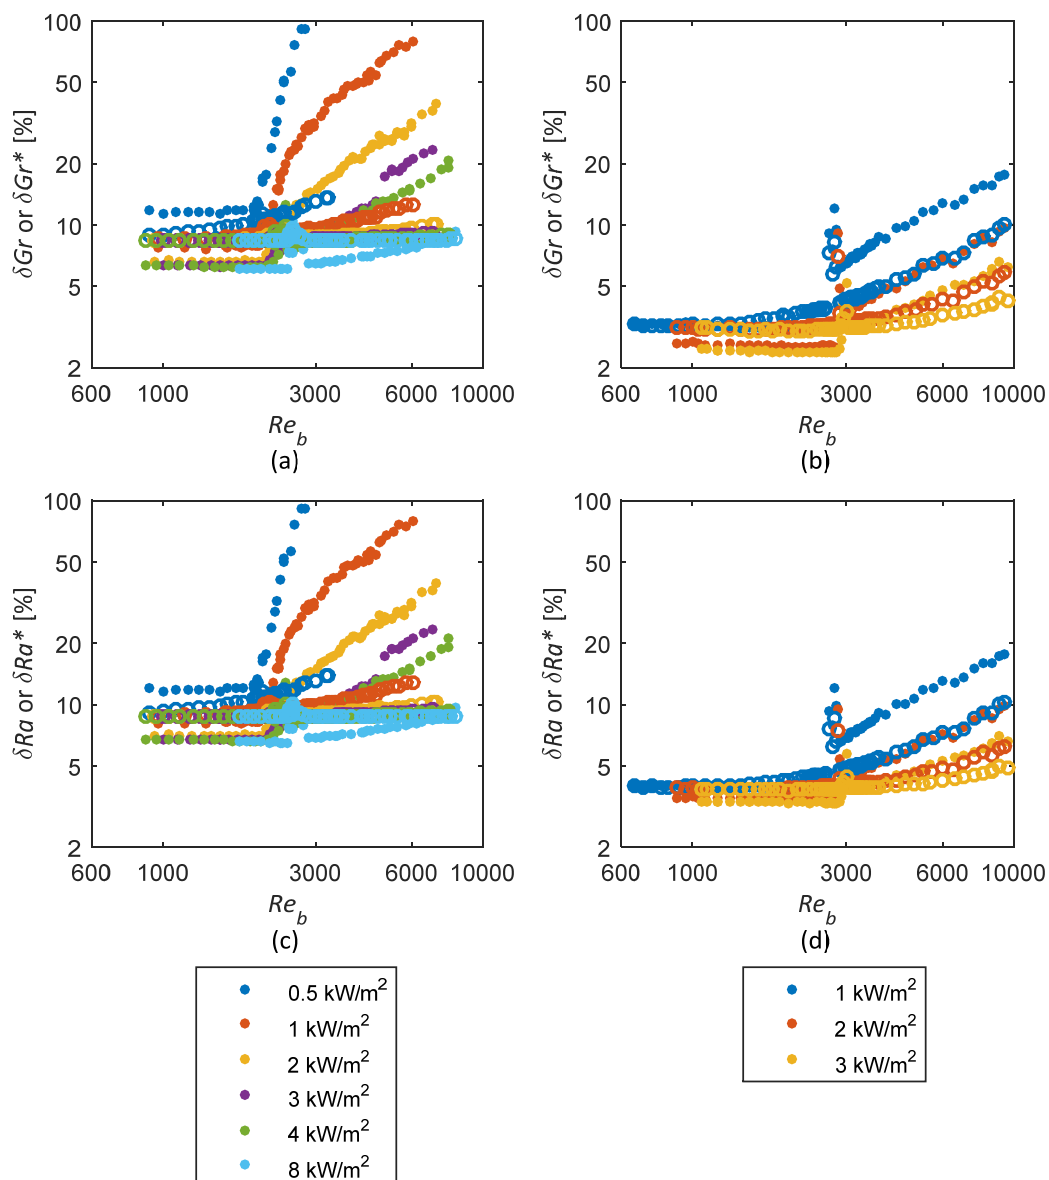 100
50
20
10
5
2
600
1000
3000
6000
10000
δGr or δGr* [%]
Re_b
(a)
100
50
20
10
5
2
600
1000
3000
6000
10000
δGr or δGr* [%]
Re_b
(b)
100
50
20
10
5
2
600
1000
3000
6000
10000
δRa or δRa* [%]
Re_b
(c)
100
50
20
10
5
2
600
1000
3000
6000
10000
δRa or δRa* [%]
Re_b
(d)
0.5 kW/m²
1 kW/m²
2 kW/m²
3 kW/m²
4 kW/m²
8 kW/m²
1 kW/m²
2 kW/m²
3 kW/m²